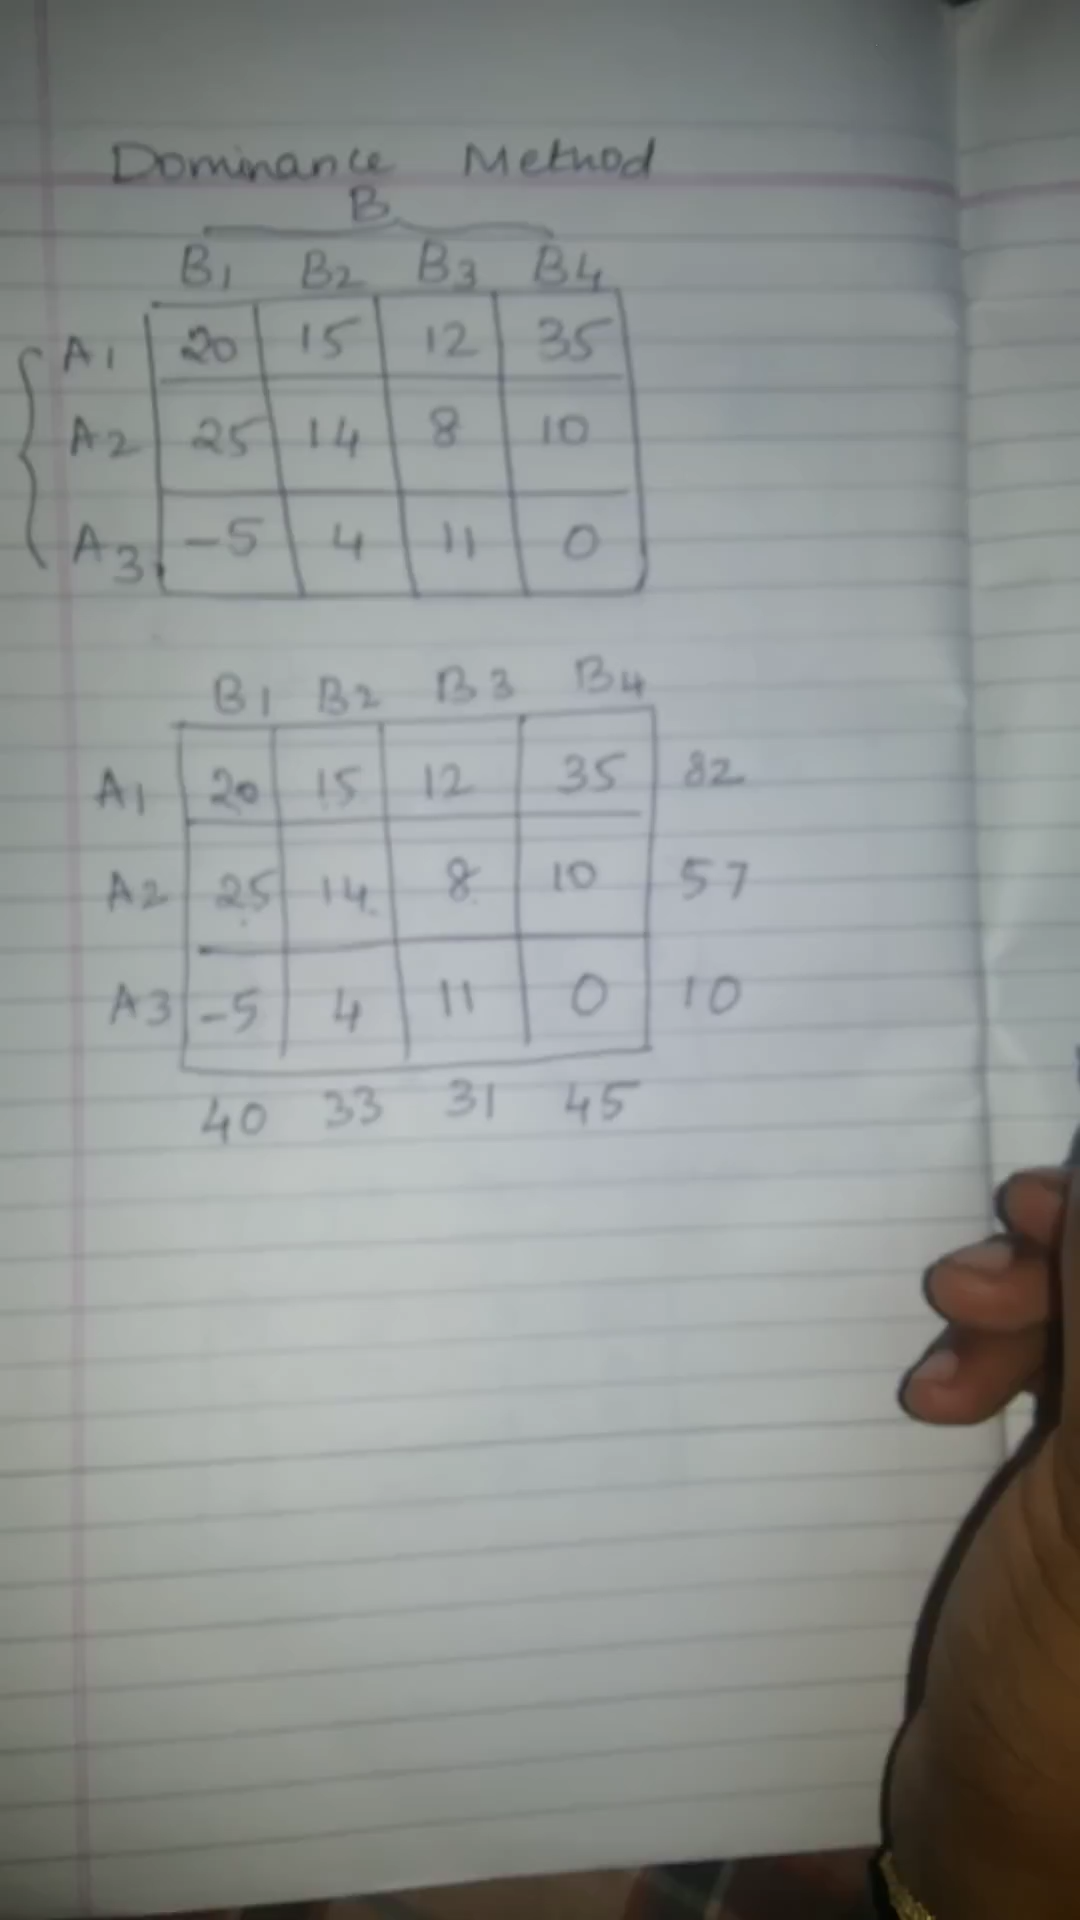 Dominance Method
B
B1 B2 B3 B4
A1 20 15 12 35
A2 25 14 8 10
A3 -5 4 11 0
B1 B2 B3 B4
A1 20 15 12 35 82
A2 25 14 8 10 57
A3 -5 4 11 0 10
40 33 31 45